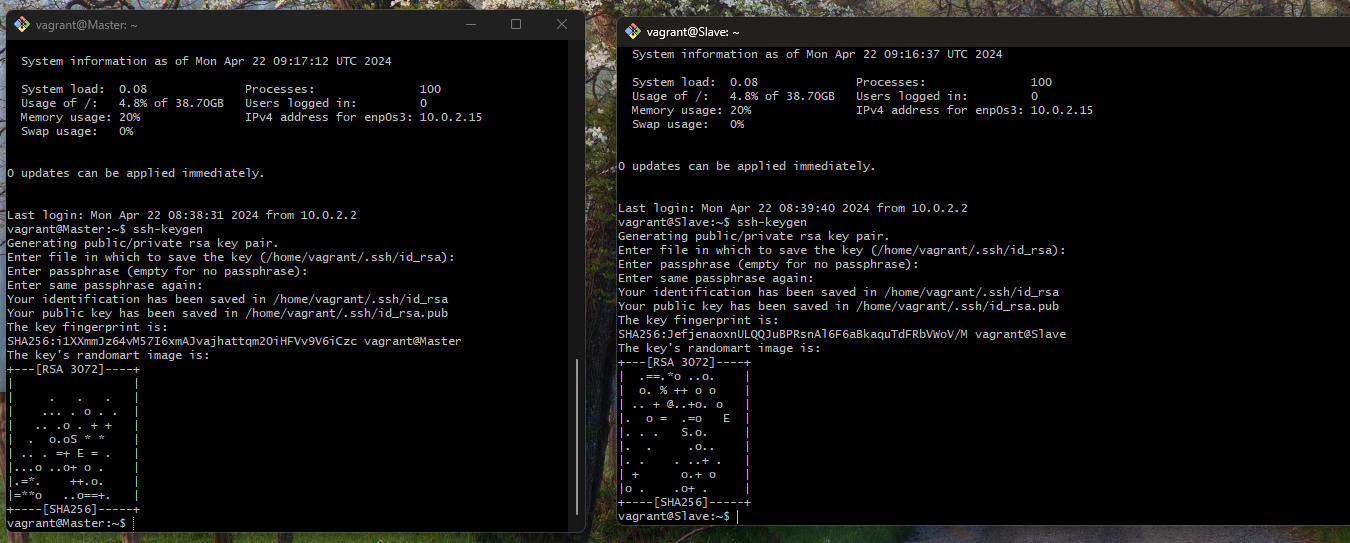 vagrant@Master: ~
System information as of Mon Apr 22 09:17:12 UTC 2024
System load: 0.08 Processes: 100
Usage of /: 4.8% of 38.70GB Users logged in: 0
Memory usage: 20% IPv4 address for enp0s3: 10.0.2.15
Swap usage: 0%
0 updates can be applied immediately.
Last login: Mon Apr 22 08:38:31 2024 from 10.0.2.2
vagrant@Master:~$ ssh-keygen
Generating public/private rsa key pair.
Enter file in which to save the key (/home/vagrant/.ssh/id_rsa):
Enter passphrase (empty for no passphrase):
Enter same passphrase again:
Your identification has been saved in /home/vagrant/.ssh/id_rsa
Your public key has been saved in /home/vagrant/.ssh/id_rsa.pub
The key fingerprint is:
SHA256:i1XXmmJz64vM57I6xmAJvajhattqm2OiHFVv9V6iCzc vagrant@Master
The key's randomart image is:
+---[RSA 3072]----+
|                 |
|     .   .   .   |
|    ... . o . .  |
|   .. .o . + +   |
|  .  o.oS * *    |
| .. . =+ E = .   |
|...o ..o+ o .    |
|.=*.    ++.o.    |
|=**o   ..o==+.   |
+----[SHA256]-----+
vagrant@Master:~$
vagrant@Slave: ~
System information as of Mon Apr 22 09:16:37 UTC 2024
System load: 0.08 Processes: 100
Usage of /: 4.8% of 38.70GB Users logged in: 0
Memory usage: 20% IPv4 address for enp0s3: 10.0.2.15
Swap usage: 0%
0 updates can be applied immediately.
Last login: Mon Apr 22 08:39:40 2024 from 10.0.2.2
vagrant@Slave:~$ ssh-keygen
Generating public/private rsa key pair.
Enter file in which to save the key (/home/vagrant/.ssh/id_rsa):
Enter passphrase (empty for no passphrase):
Enter same passphrase again:
Your identification has been saved in /home/vagrant/.ssh/id_rsa
Your public key has been saved in /home/vagrant/.ssh/id_rsa.pub
The key fingerprint is:
SHA256:JefjenaoxnULQQJuBPRsnAl6F6aBkaquTdFRbVWoV/M vagrant@Slave
The key's randomart image is:
+---[RSA 3072]----+
|  .==.*o ..o.    |
|  o. % ++ o o    |
| .. + @..+o. o   |
|.  o =  .=o   E  |
|. . .   S.o.     |
|.  .     .o..    |
|. .    . ..+ .   |
| +      o.+ o    |
|o .    .o+ .     |
+----[SHA256]-----+
vagrant@Slave:~$